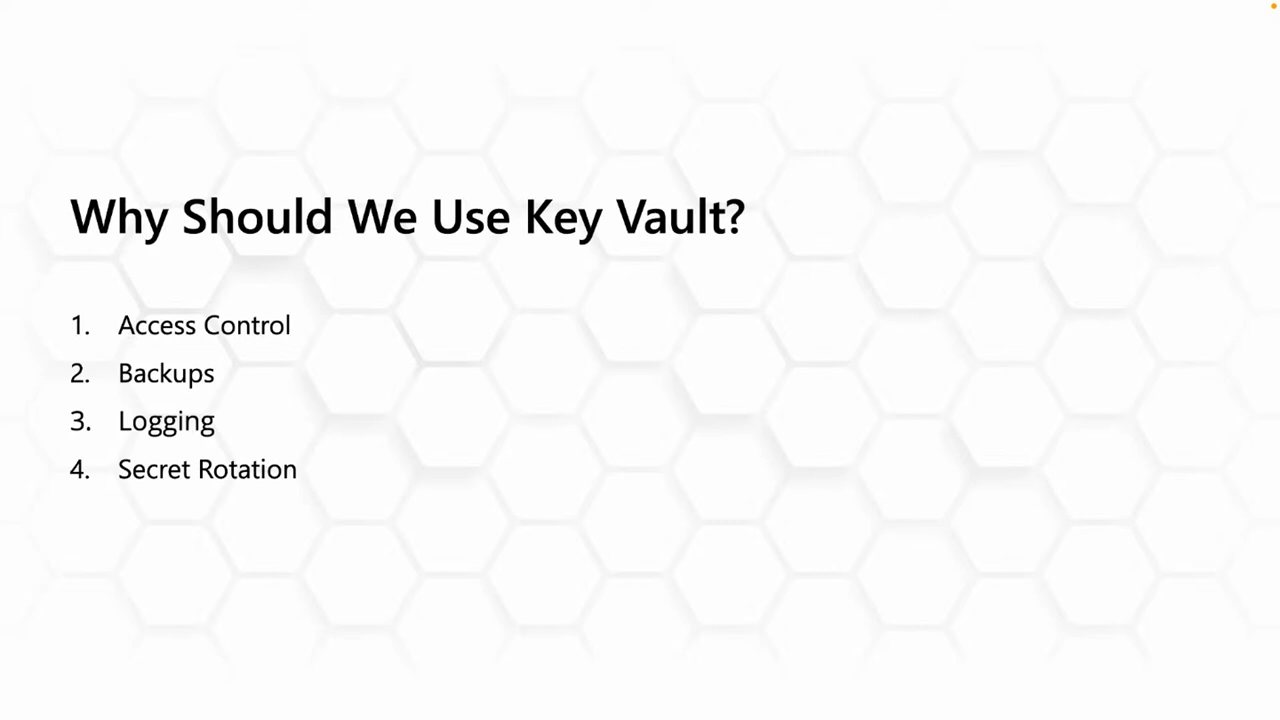 Why Should We Use Key Vault?
1. Access Control
2. Backups
3. Logging
4. Secret Rotation